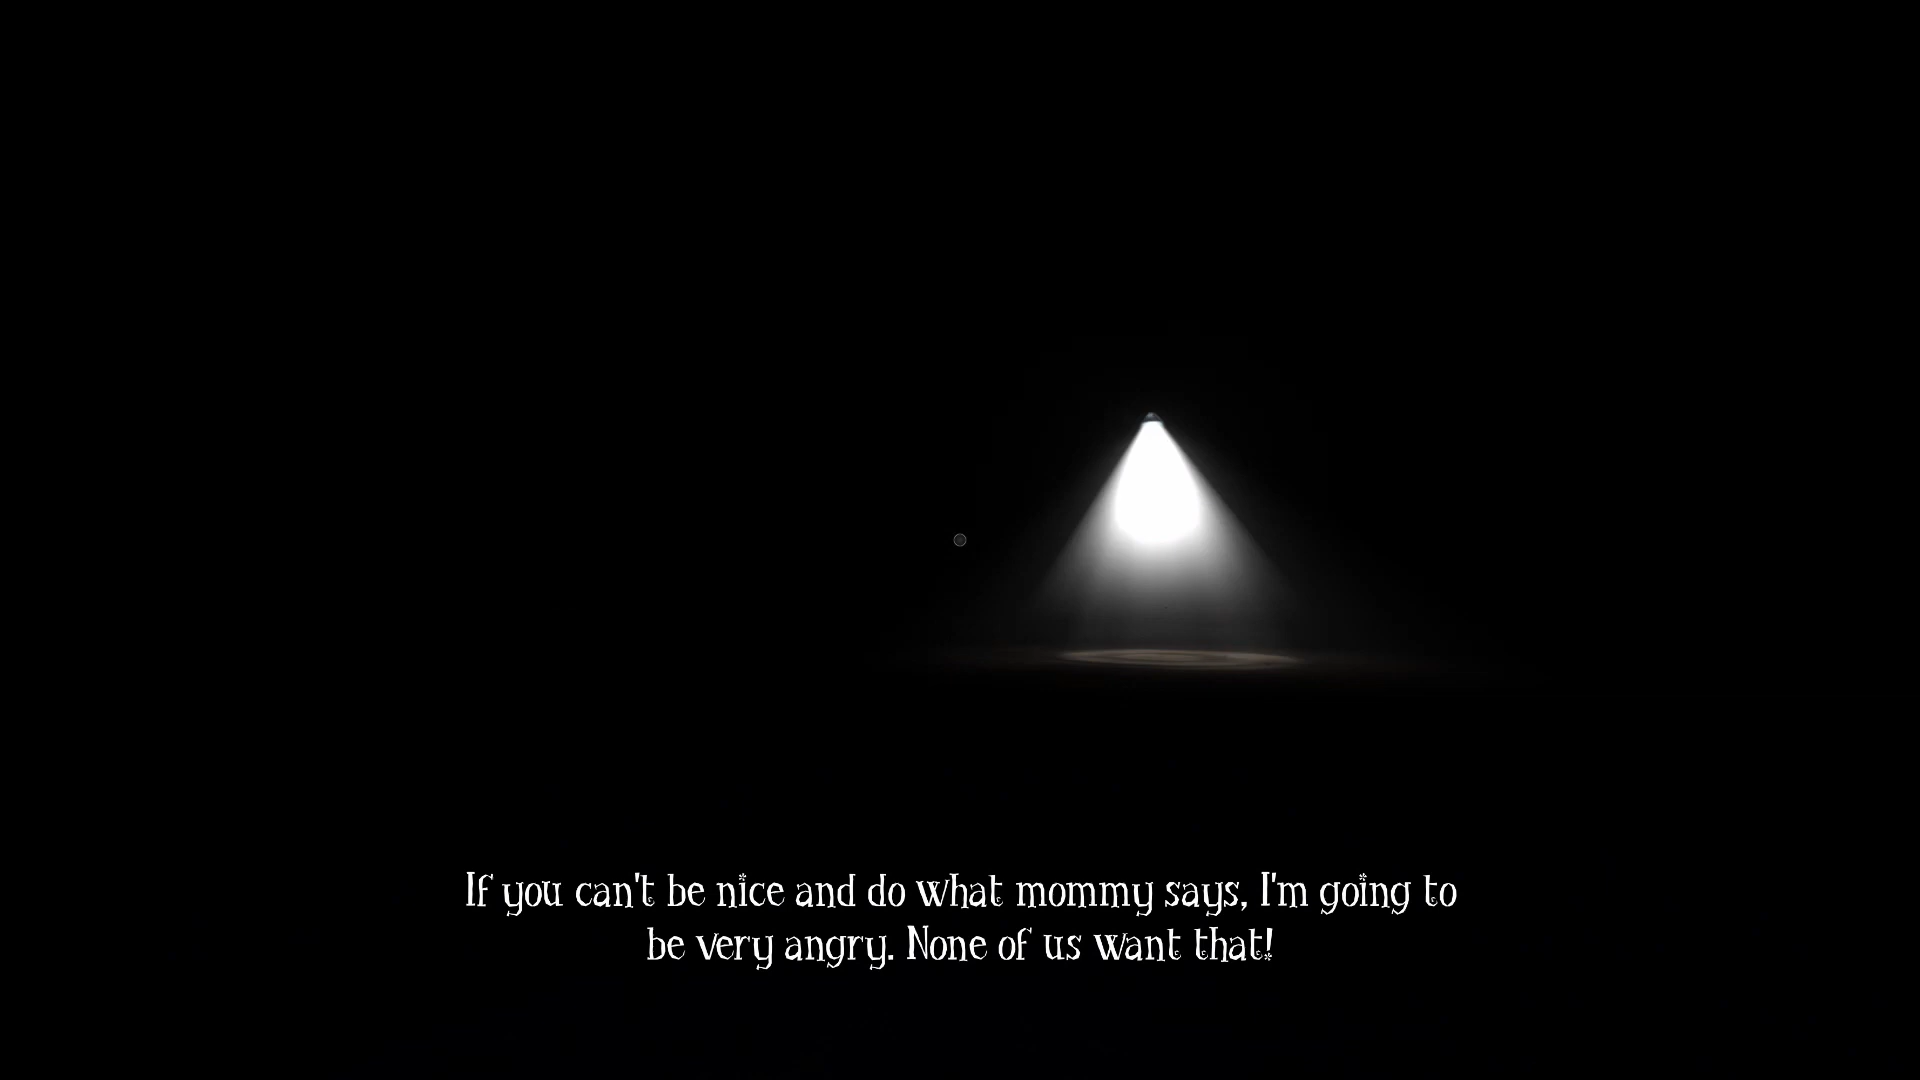 If you can't be nice and do what mommy says, I'm going to
be very angry. None of us want that!